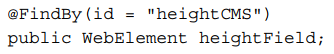 @FindBy(id = "heightCMS")
public WebElement heightField;